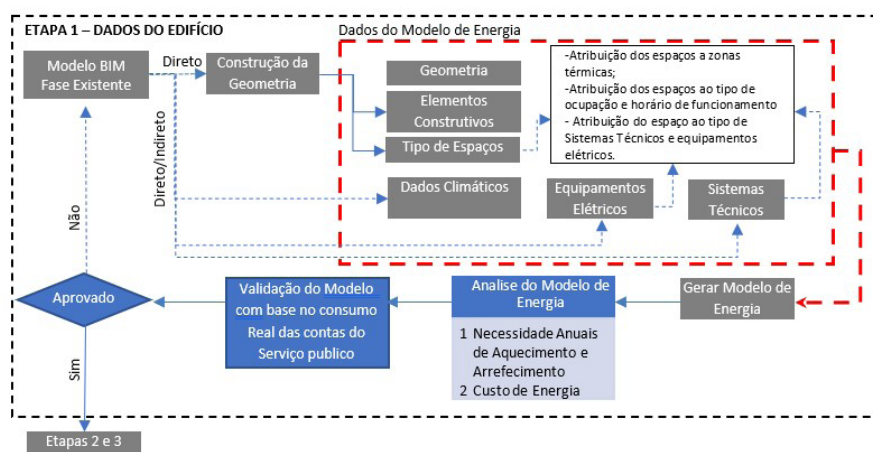 ETAPA 1 – DADOS DO EDIFÍCIO
Dados do Modelo de Energia
Modelo BIM
Fase Existente
Direto
Construção da
Geometria
Geometria
Elementos
Construtivos
Tipo de Espaços
Dados Climáticos
-Atribuição dos espaços a zonas
térmicas;
-Atribuição dos espaços ao tipo de
ocupação e horário de funcionamento
- Atribuição do espaço ao tipo de
Sistemas Técnicos e equipamentos
elétricos.
Equipamentos
Elétricos
Sistemas
Técnicos
Direto/Indireto
Não
Aprovado
Validação do Modelo
com base no consumo
Real das contas do
Serviço publico
Analise do Modelo de
Energia
1 Necessidade Anuais
de Aquecimento e
Arrefecimento
2 Custo de Energia
Gerar Modelo de
Energia
Sim
Etapas 2 e 3